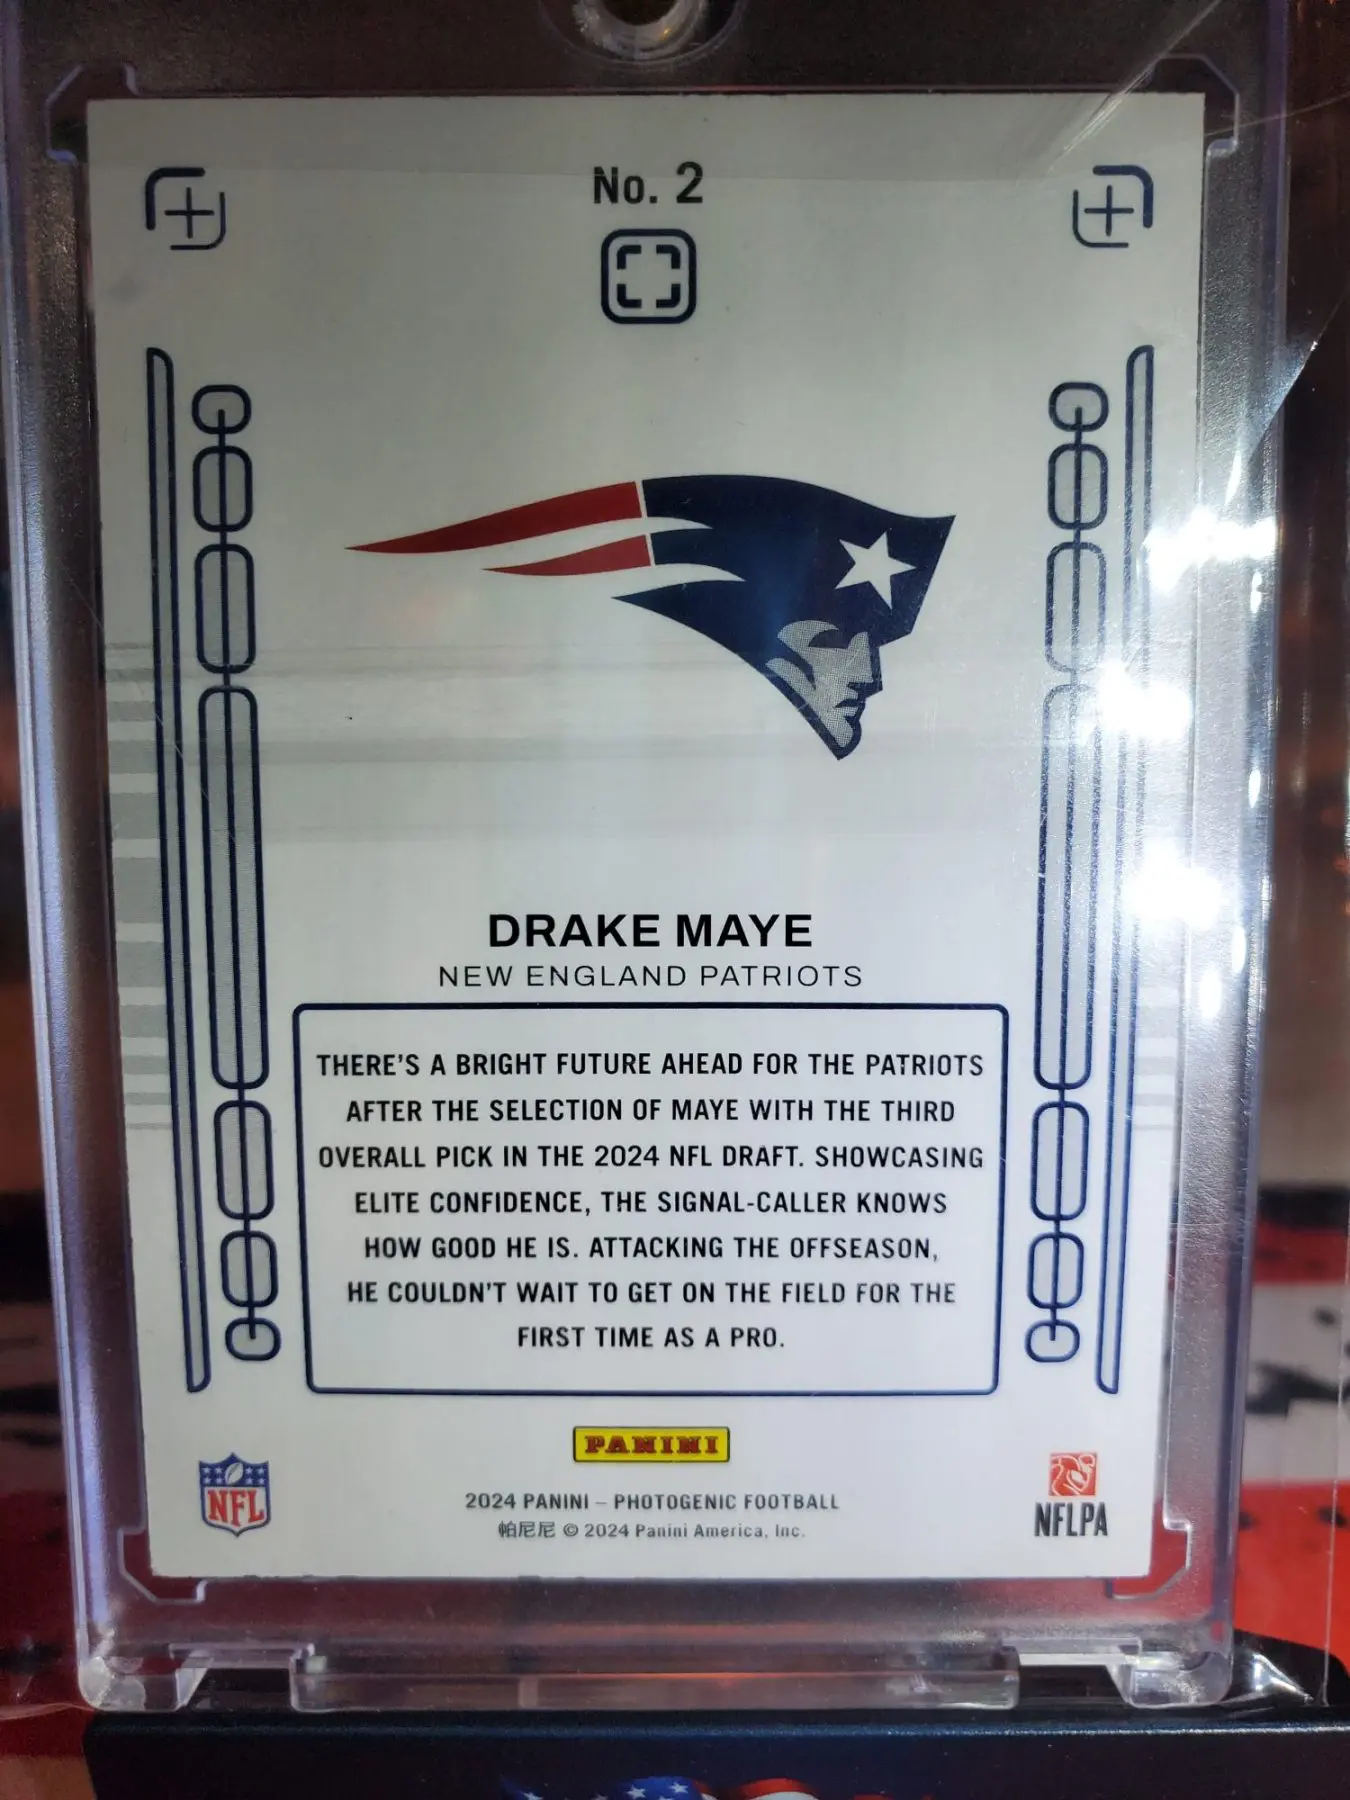 No. 2
DRAKE MAYE
NEW ENGLAND PATRIOTS
THERE'S A BRIGHT FUTURE AHEAD FOR THE PATRIOTS
AFTER THE SELECTION OF MAYE WITH THE THIRD
OVERALL PICK IN THE 2024 NFL DRAFT. SHOWCASING
ELITE CONFIDENCE, THE SIGNAL-CALLER KNOWS
HOW GOOD HE IS. ATTACKING THE OFFSEASON,
HE COULDN'T WAIT TO GET ON THE FIELD FOR THE
FIRST TIME AS A PRO.
PANINI
NFL
2024 PANINI – PHOTOGENIC FOOTBALL
帕尼尼 © 2024 Panini America, Inc.
NFLPA